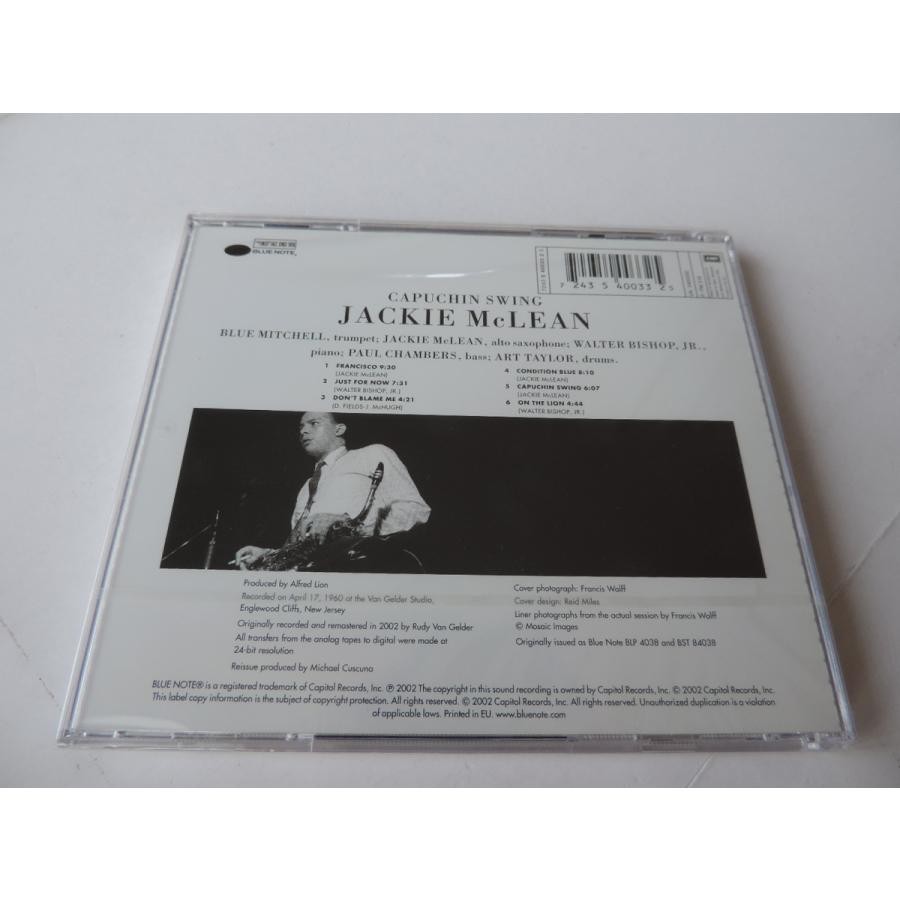 BLUE NOTE
7 24354 00332 5
CAPUCHIN SWING
JACKIE McLEAN
BLUE MITCHELL, trumpet; JACKIE McLEAN, alto saxophone; WALTER BISHOP, JR.,
piano; PAUL CHAMBERS, bass; ART TAYLOR, drums.
1 FRANCISCO 9:30
(JACKIE McLEAN)
2 JUST FOR NOW 7:31
(WALTER BISHOP, JR.)
3 DON'T BLAME ME 4:21
(D. FIELDS-J. McHUGH)
4 CONDITION BLUE 8:10
(JACKIE McLEAN)
5 CAPUCHIN SWING 6:07
(JACKIE McLEAN)
6 ON THE LION 4:44
(WALTER BISHOP, JR.)
Produced by Alfred Lion
Recorded on April 17, 1960 at the Van Gelder Studio,
Englewood Cliffs, New Jersey
Originally recorded and remastered in 2002 by Rudy Van Gelder
All transfers from the analog tapes to digital were made at
24-bit resolution
Reissue produced by Michael Cuscuna
Cover photograph: Francis Wolff
Cover design: Reid Miles
Liner photographs from the actual session by Francis Wolff
© Mosaic Images
Originally issued as Blue Note BLP 4038 and BST 84038
BLUE NOTE® is a registered trademark of Capitol Records, Inc. ℗ 2002 The copyright in this sound recording is owned by Capitol Records, Inc. © 2002 Capitol Records, Inc.
This label copy information is the subject of copyright protection. All rights reserved. © 2002 Capitol Records, Inc. All rights reserved. Unauthorized duplication is a violation
of applicable laws. Printed in EU. www.bluenote.com